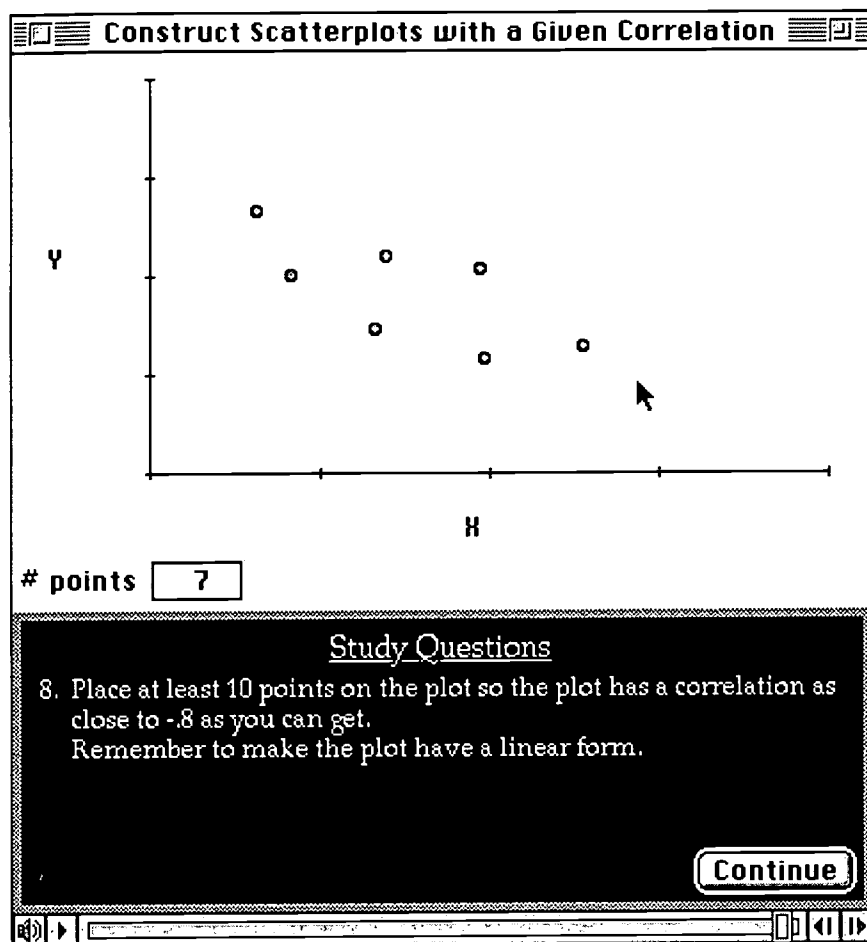 Construct Scatterplots with a Given Correlation
Y
X
# points 7
Study Questions
8. Place at least 10 points on the plot so the plot has a correlation as
close to -.8 as you can get.
Remember to make the plot have a linear form.
Continue